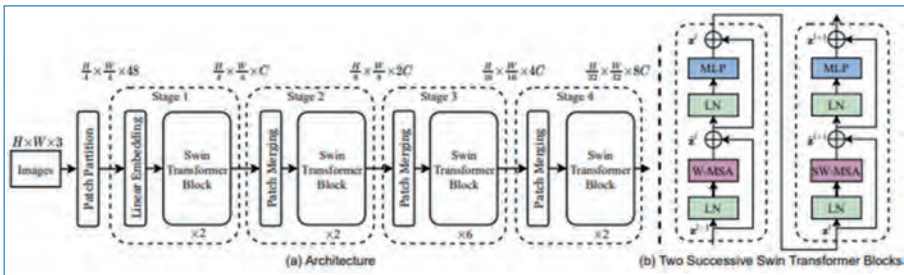 H/4 × W/4 × 48
H/4 × W/4 × C
H/8 × W/8 × 2C
H/16 × W/16 × 4C
H/32 × W/32 × 8C
Stage 1
Stage 2
Stage 3
Stage 4
H×W×3
Images
Patch Partition
Linear Embedding
Swin
Transformer
Block
Patch Merging
Swin
Transformer
Block
Patch Merging
Swin
Transformer
Block
Patch Merging
Swin
Transformer
Block
×2
×2
×6
×2
(a) Architecture
z^l
MLP
LN
ẑ^l
W-MSA
LN
z^l-1
z^l+1
MLP
LN
ẑ^l+1
SW-MSA
LN
z^l
(b) Two Successive Swin Transformer Blocks